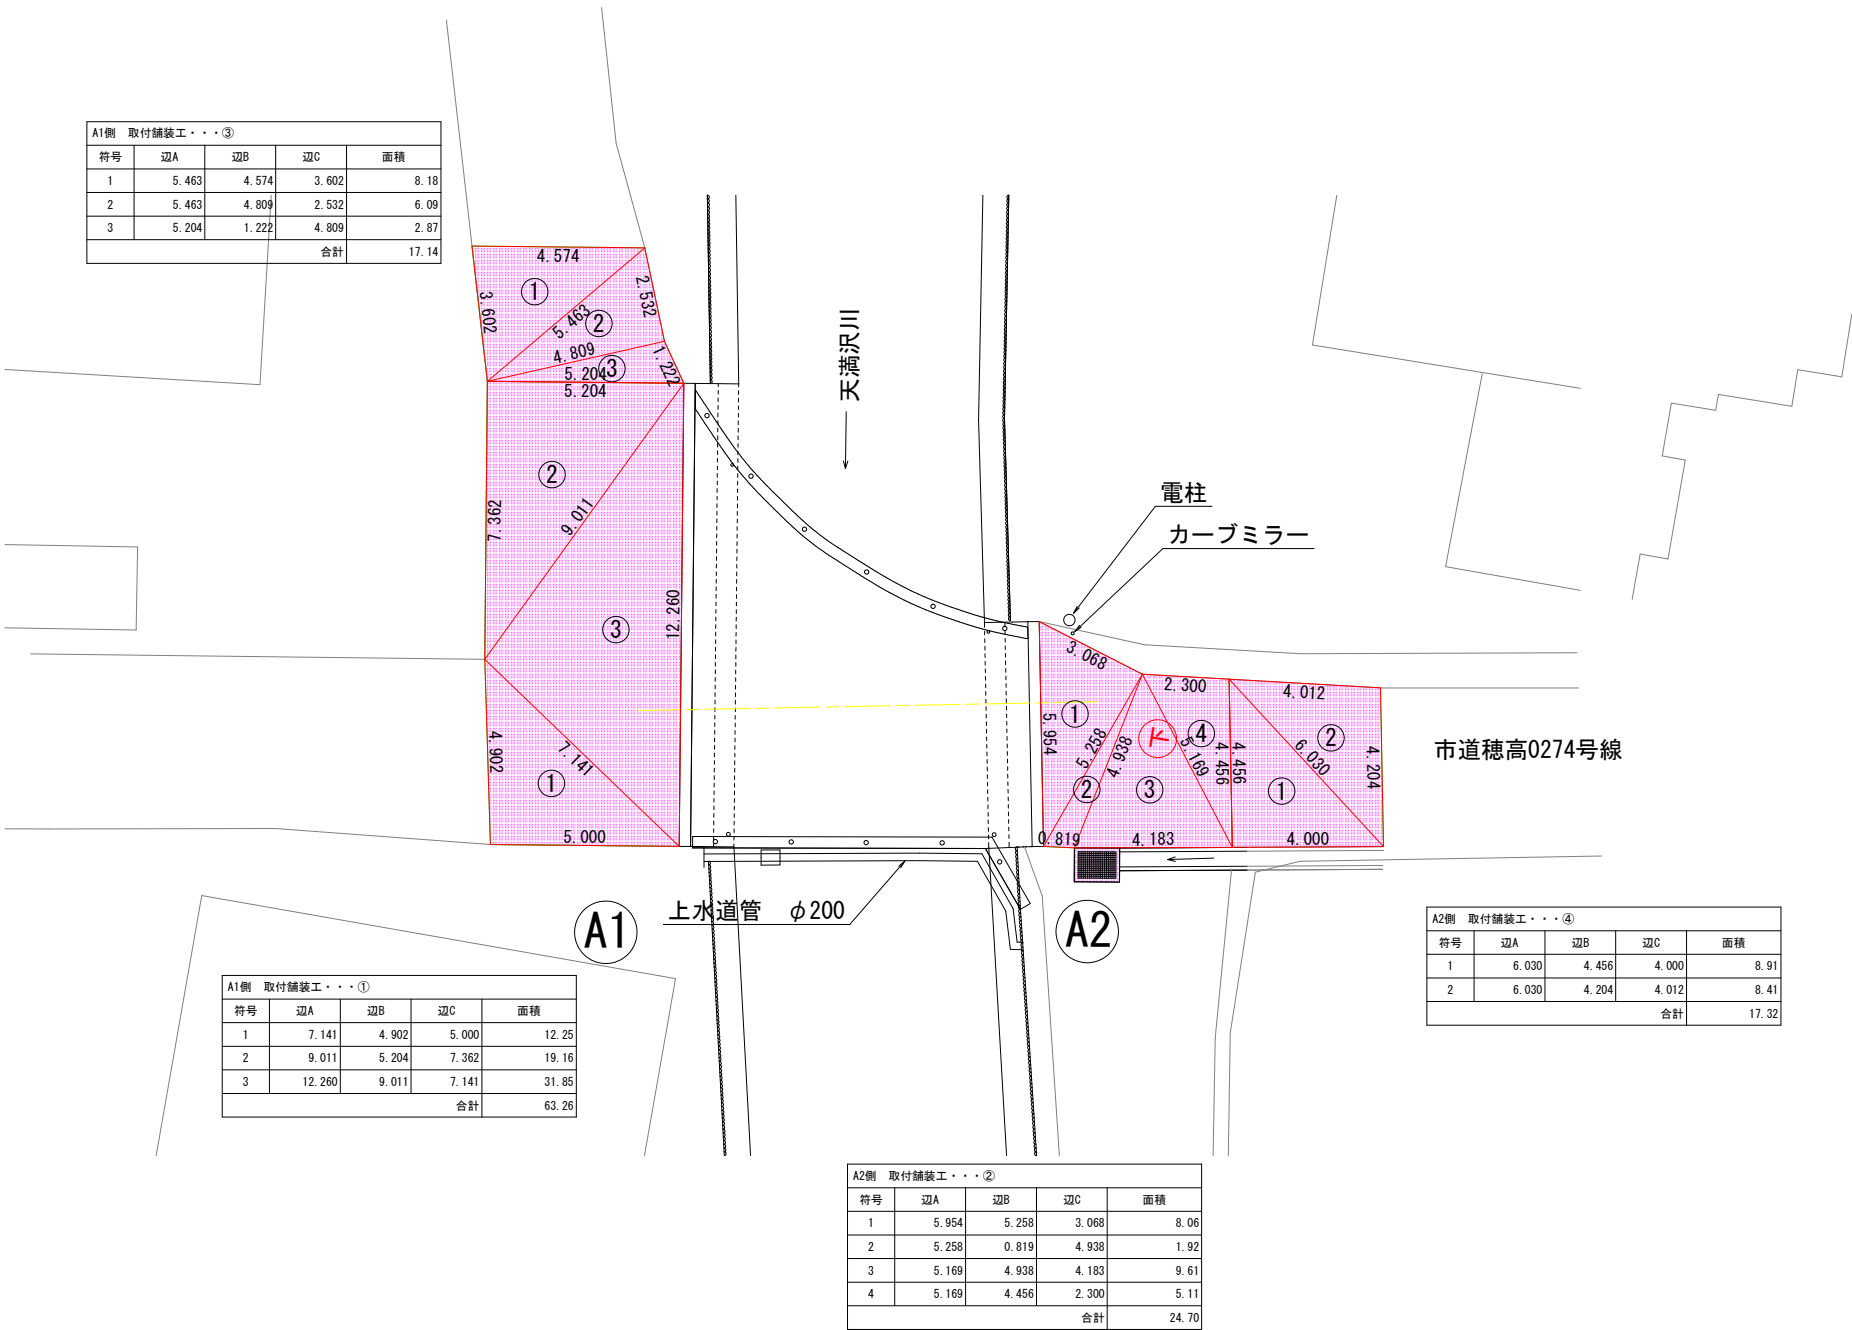 A1側 取付舗装工・・・③
符号 辺A 辺B 辺C 面積
1 5.463 4.574 3.602 8.18
2 5.463 4.809 2.532 6.09
3 5.204 1.222 4.809 2.87
合計 17.14
4.574
3.602
①
2.532
5.463
②
4.809
③
1.222
5.204
5.204
②
7.362
9.011
③
12.260
4.902
7.141
①
5.000
天満沢川
電柱
カーブミラー
3.068
2.300
4.012
①
5.954
5.258
4.938
下
④
5.169
4.456
4.456
②
6.030
4.204
②
③
①
0.819
4.183
4.000
市道穂高0274号線
A1
上水道管 φ200
A2
A2側 取付舗装工・・・④
符号 辺A 辺B 辺C 面積
1 6.030 4.456 4.000 8.91
2 6.030 4.204 4.012 8.41
合計 17.32
A1側 取付舗装工・・・①
符号 辺A 辺B 辺C 面積
1 7.141 4.902 5.000 12.25
2 9.011 5.204 7.362 19.16
3 12.260 9.011 7.141 31.85
合計 63.26
A2側 取付舗装工・・・②
符号 辺A 辺B 辺C 面積
1 5.954 5.258 3.068 8.06
2 5.258 0.819 4.938 1.92
3 5.169 4.938 4.183 9.61
4 5.169 4.456 2.300 5.11
合計 24.70